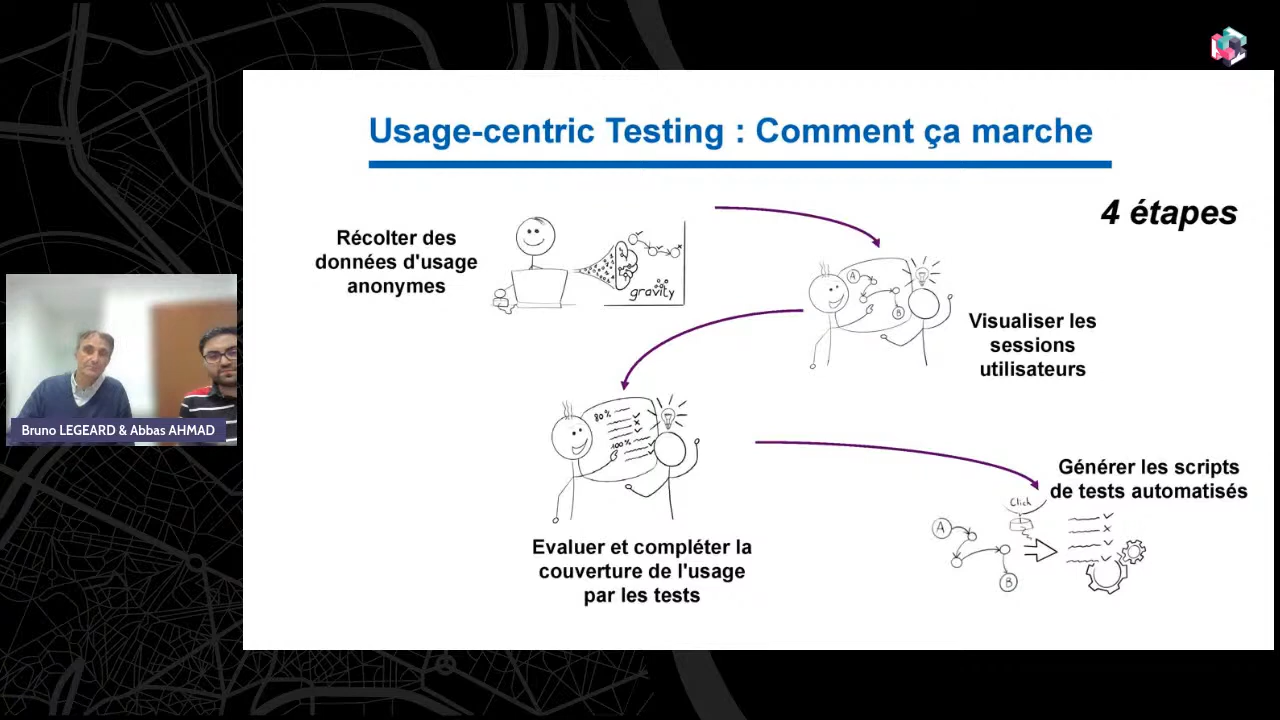 Usage-centric Testing : Comment ça marche
4 étapes
Récolter des
données d'usage
anonymes
gravity
A
B
Visualiser les
sessions
utilisateurs
80%
100%
Evaluer et compléter la
couverture de l'usage
par les tests
Générer les scripts
de tests automatisés
Click
A
B
Bruno LEGEARD & Abbas AHMAD